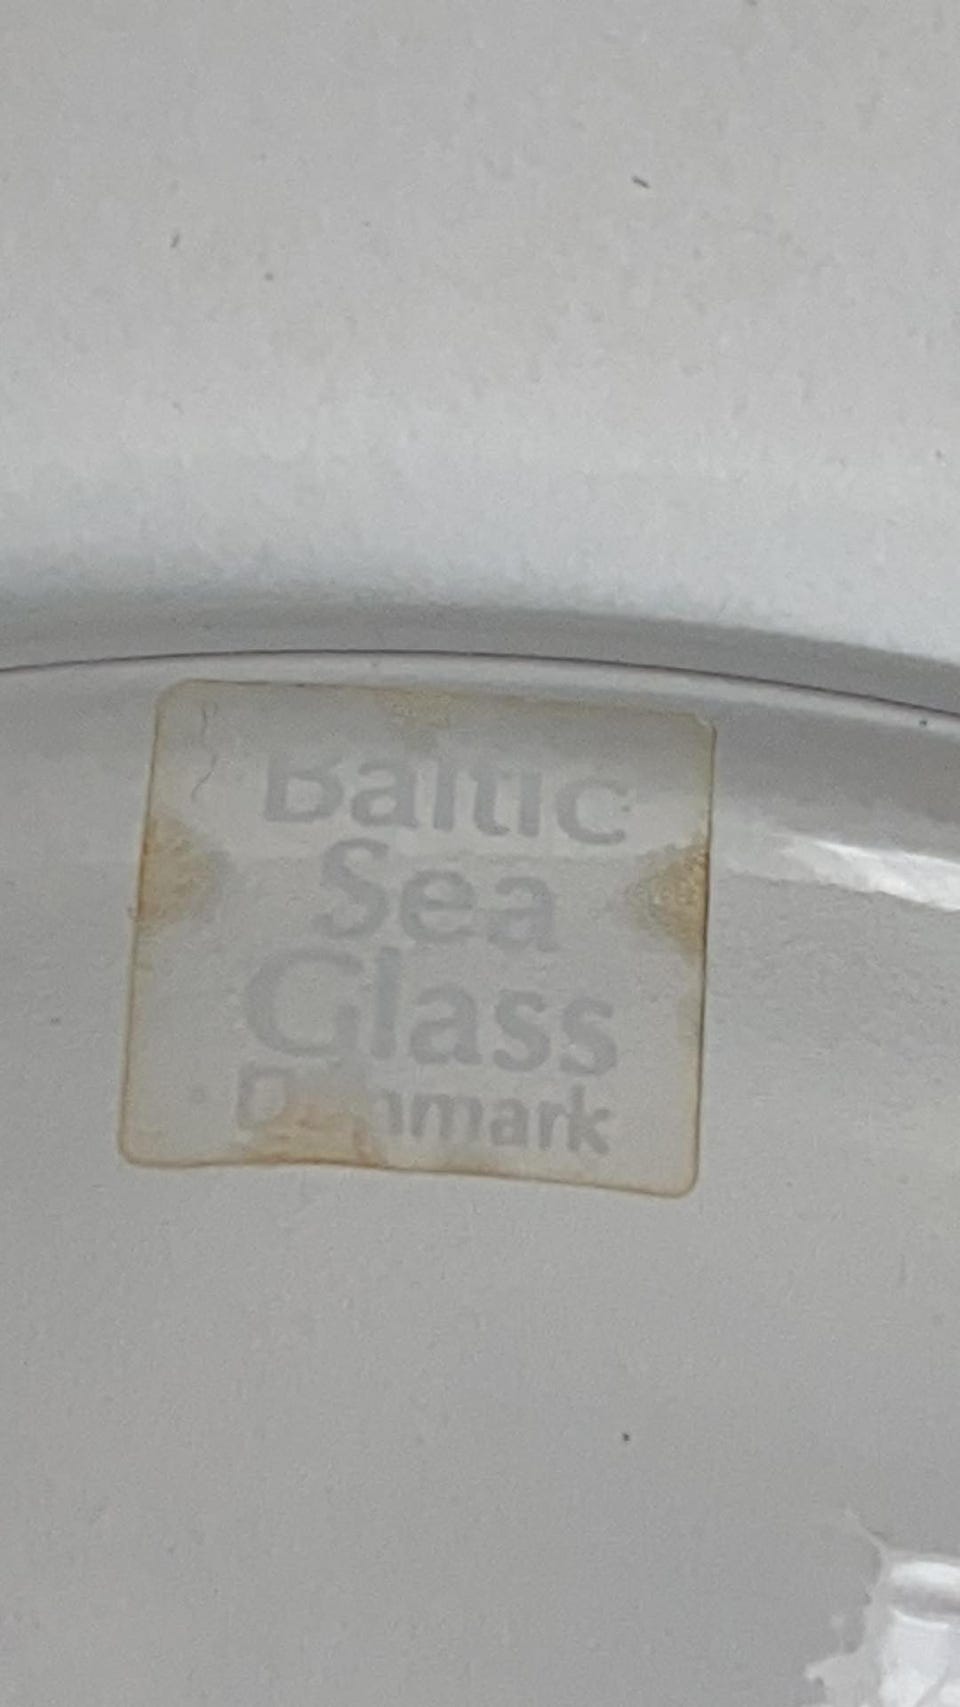 Baltic
Sea
Glass
Denmark